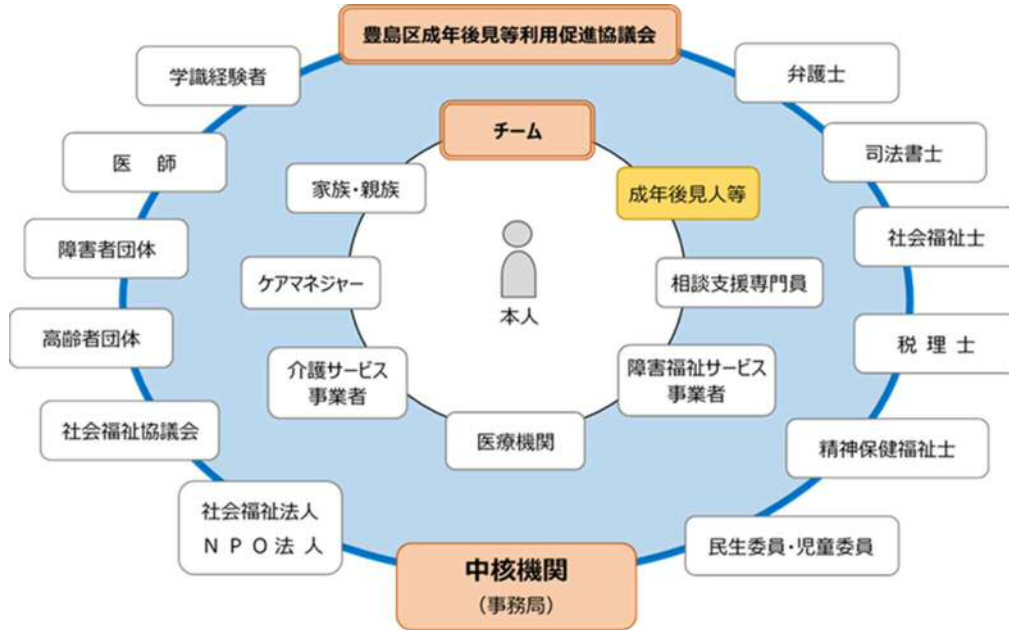 豊島区成年後見等利用促進協議会
学識経験者
弁護士
チーム
医　師
司法書士
家族・親族
成年後見人等
障害者団体
社会福祉士
ケアマネジャー
相談支援専門員
本人
高齢者団体
税 理 士
介護サービス
事業者
障害福祉サービス
事業者
社会福祉協議会
医療機関
精神保健福祉士
社会福祉法人
ＮＰＯ法人
民生委員・児童委員
中核機関
（事務局）